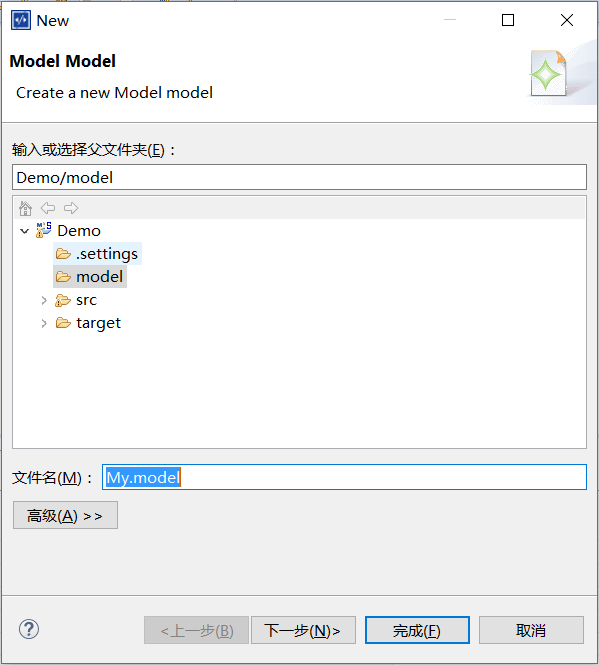 New
Model Model
Create a new Model model
输入或选择父文件夹(E)：
Demo/model
Demo
.settings
model
src
target
文件名(M)：
My.model
高级(A) >>
<上一步(B)
下一步(N)>
完成(F)
取消